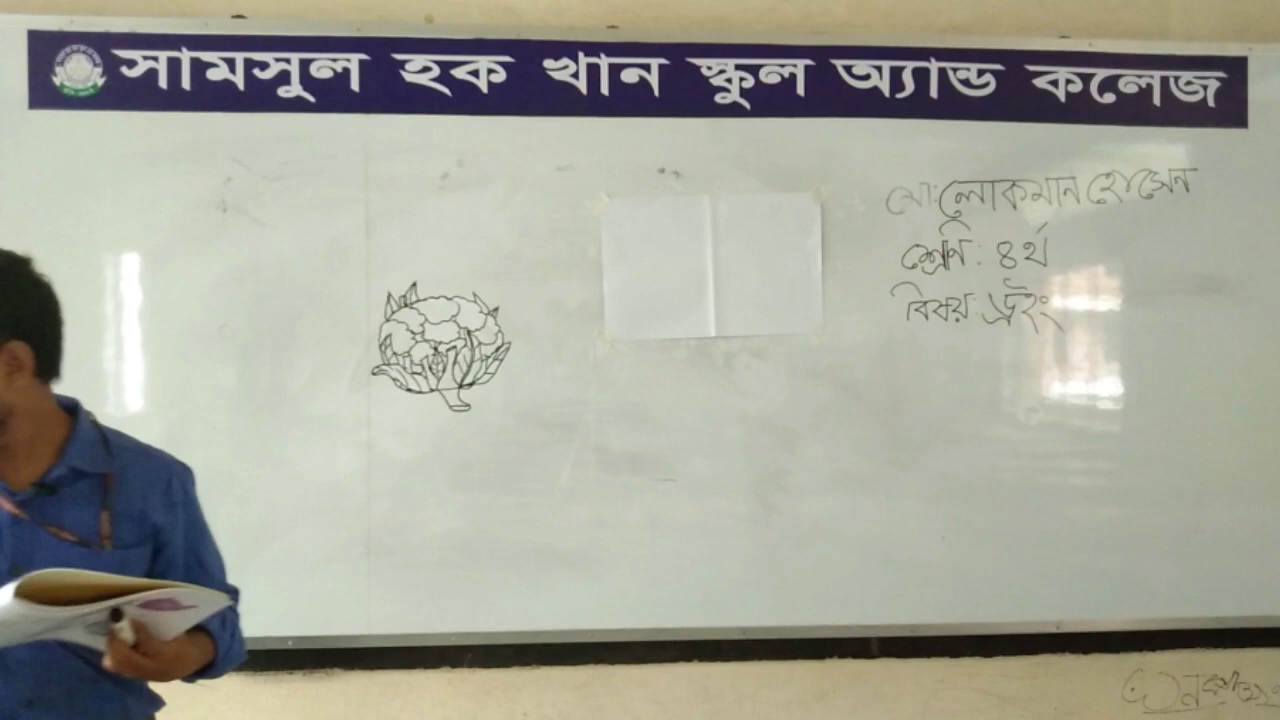 সামসুল হক খান স্কুল অ্যান্ড কলেজ
মো: লোকমান হোসেন
শ্রেণি: ৪র্থ
বিষয়: ড্রইং